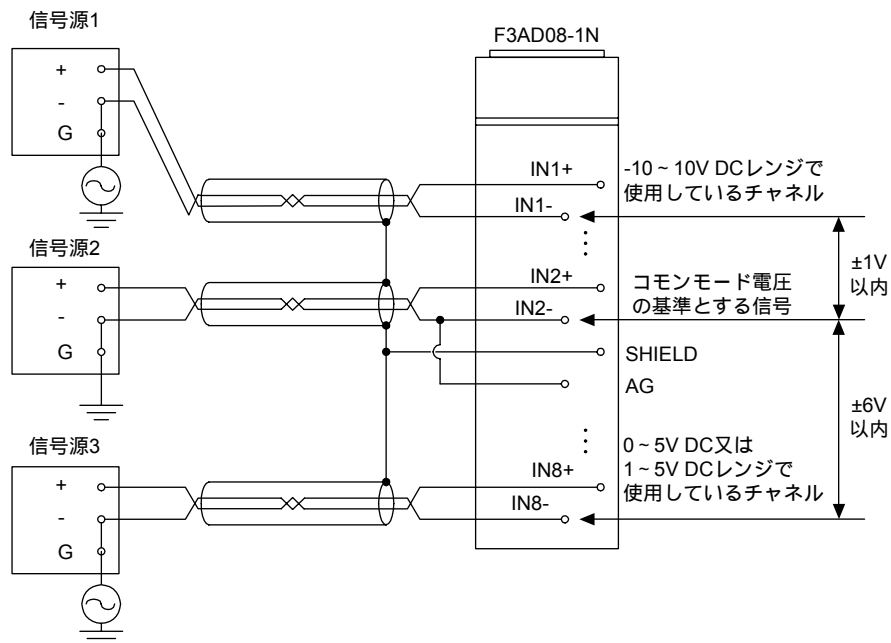 信号源1
+
-
G
信号源2
+
-
G
信号源3
+
-
G
F3AD08-1N
IN1+
IN1-
IN2+
IN2-
SHIELD
AG
IN8+
IN8-
-10~10V DCレンジで
使用しているチャネル
コモンモード電圧
の基準とする信号
0~5V DC又は
1~5V DCレンジで
使用しているチャネル
±1V
以内
±6V
以内